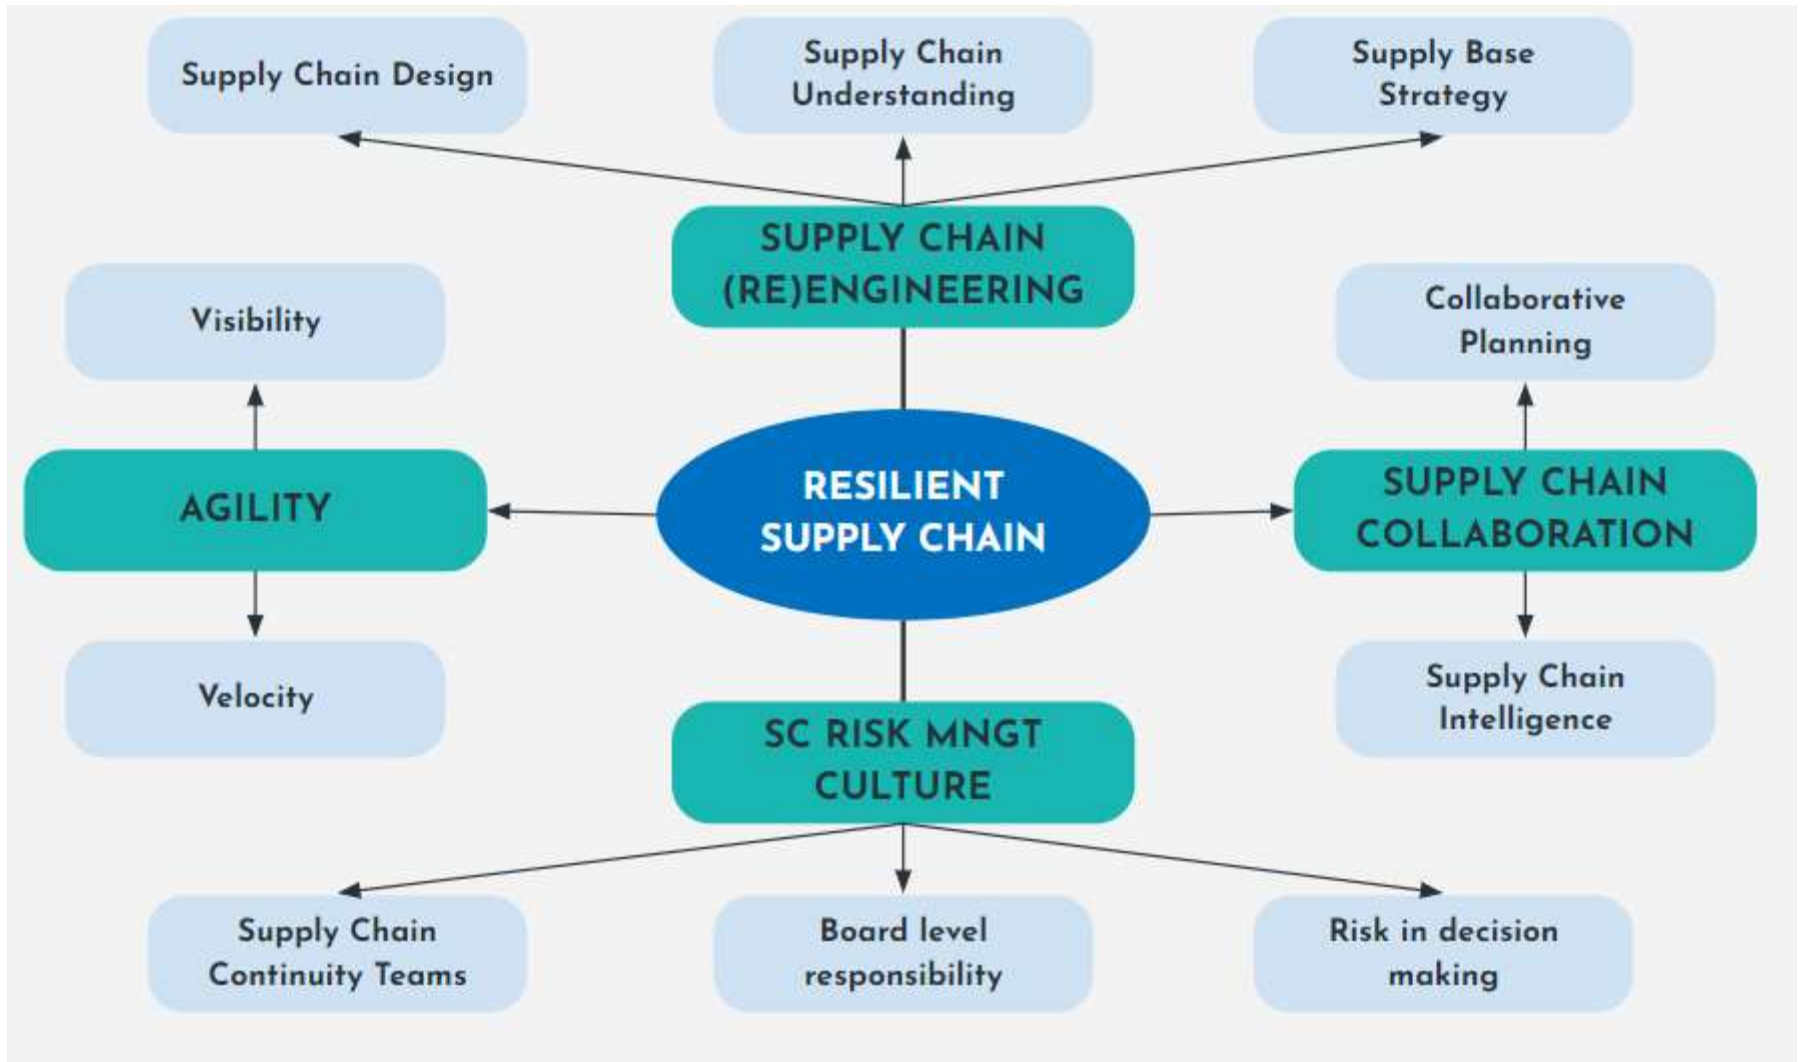 Supply Chain Design
Supply Chain
Understanding
Supply Base
Strategy
SUPPLY CHAIN
(RE)ENGINEERING
Visibility
Collaborative
Planning
AGILITY
RESILIENT
SUPPLY CHAIN
SUPPLY CHAIN
COLLABORATION
Velocity
Supply Chain
Intelligence
SC RISK MNGT
CULTURE
Supply Chain
Continuity Teams
Board level
responsibility
Risk in decision
making